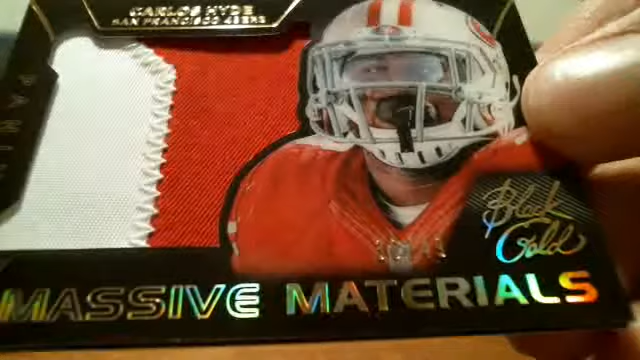 CARLOS HYDE
SAN FRANCISCO 49ERS
Black
Gold
MASSIVE MATERIALS